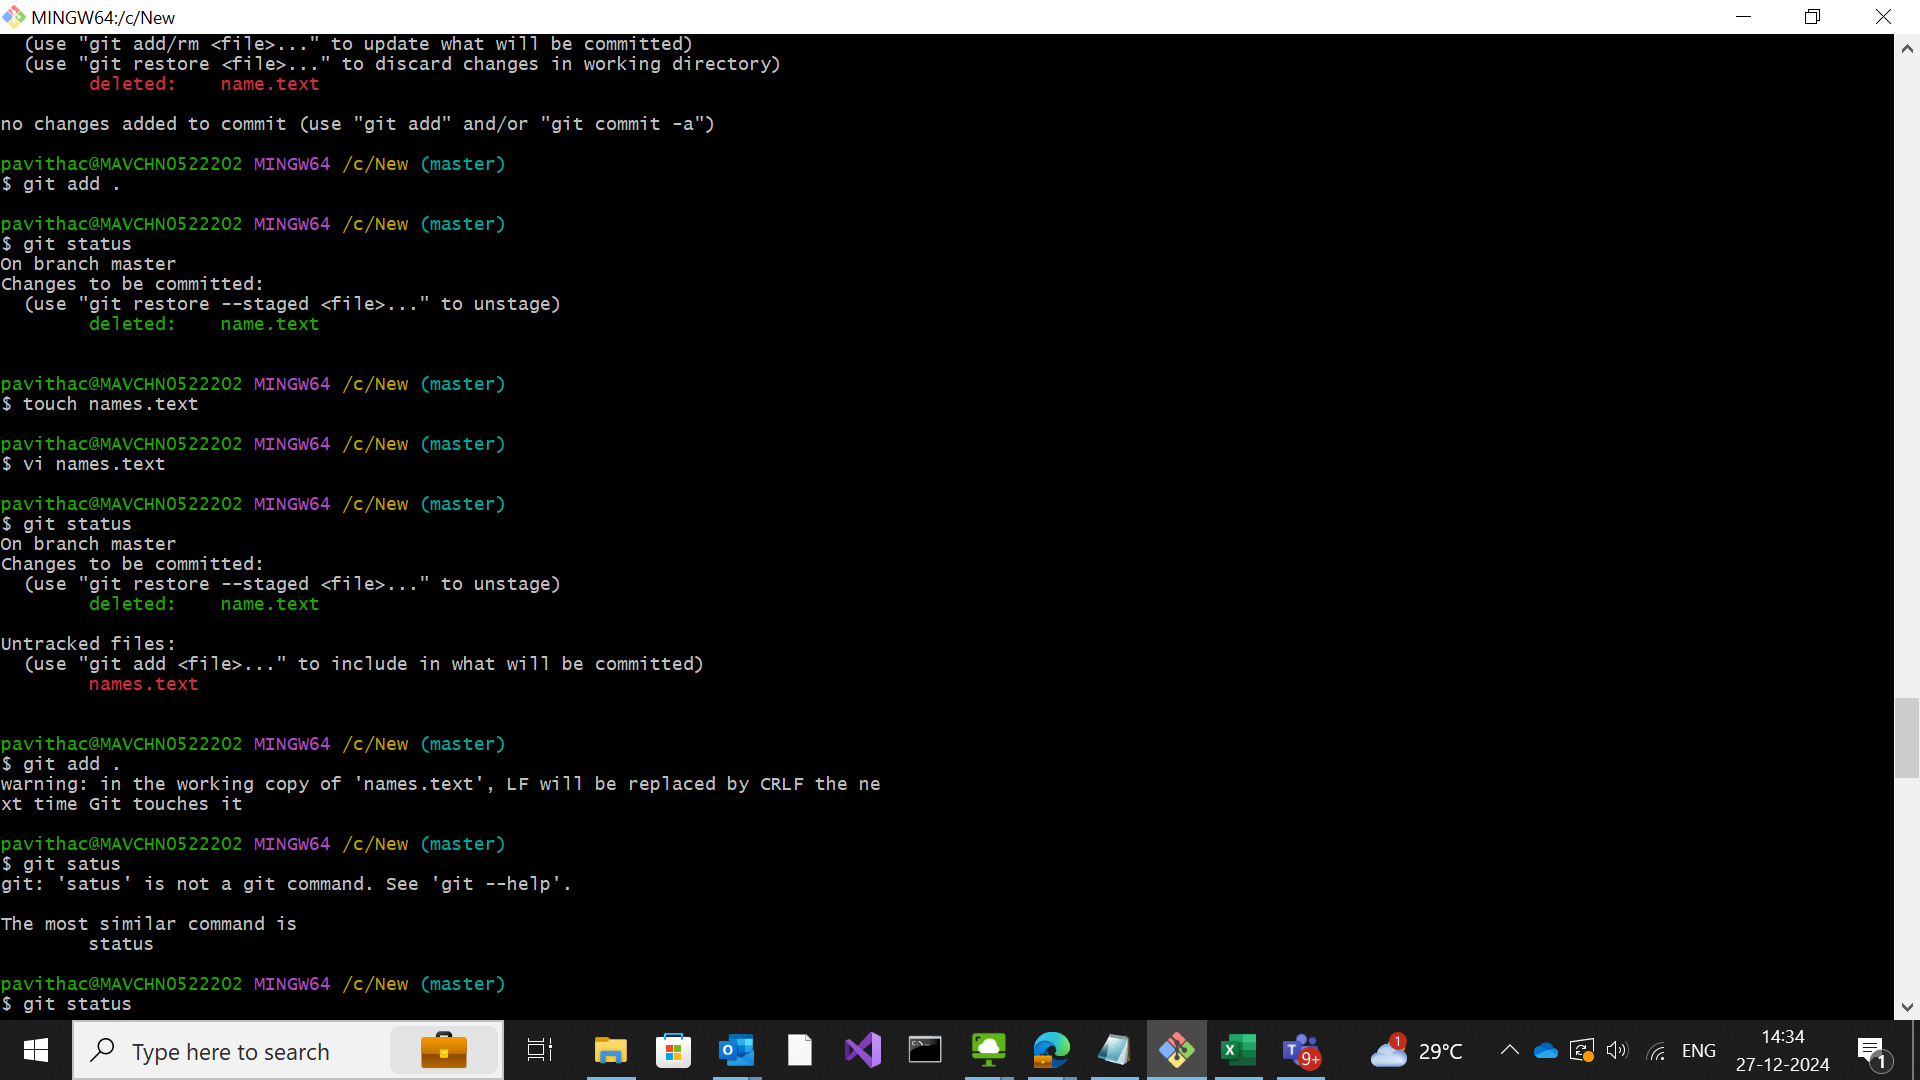 MINGW64:/c/New
(use "git add/rm <file>..." to update what will be committed)
(use "git restore <file>..." to discard changes in working directory)
deleted:    name.text
no changes added to commit (use "git add" and/or "git commit -a")
pavithac@MAVCHN0522202 MINGW64 /c/New (master)
$ git add .
pavithac@MAVCHN0522202 MINGW64 /c/New (master)
$ git status
On branch master
Changes to be committed:
(use "git restore --staged <file>..." to unstage)
deleted:    name.text
pavithac@MAVCHN0522202 MINGW64 /c/New (master)
$ touch names.text
pavithac@MAVCHN0522202 MINGW64 /c/New (master)
$ vi names.text
pavithac@MAVCHN0522202 MINGW64 /c/New (master)
$ git status
On branch master
Changes to be committed:
(use "git restore --staged <file>..." to unstage)
deleted:    name.text
Untracked files:
(use "git add <file>..." to include in what will be committed)
names.text
pavithac@MAVCHN0522202 MINGW64 /c/New (master)
$ git add .
warning: in the working copy of 'names.text', LF will be replaced by CRLF the ne
xt time Git touches it
pavithac@MAVCHN0522202 MINGW64 /c/New (master)
$ git satus
git: 'satus' is not a git command. See 'git --help'.
The most similar command is
status
pavithac@MAVCHN0522202 MINGW64 /c/New (master)
$ git status
Type here to search
9+
1
29°C
ENG
14:34
27-12-2024
1